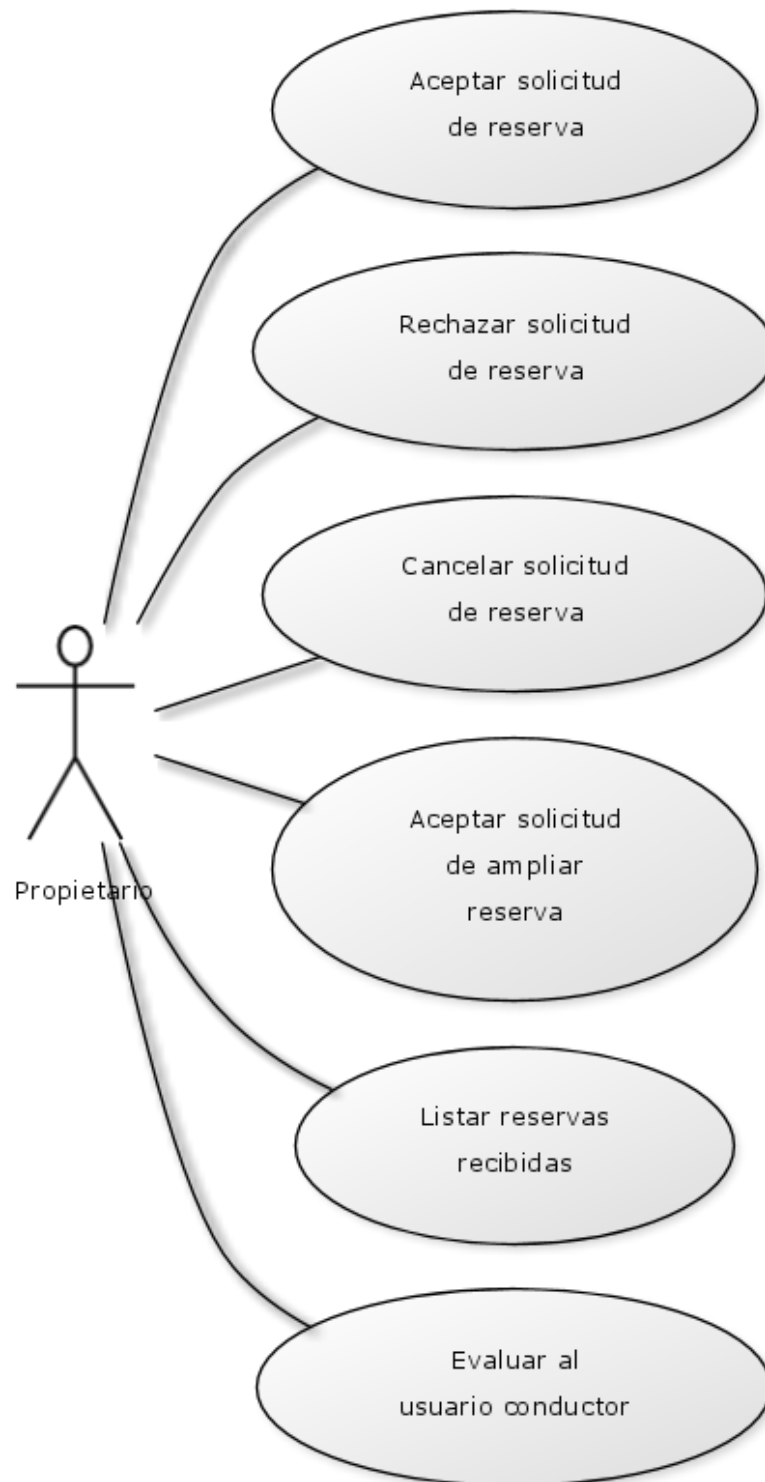 Aceptar solicitud
de reserva
Rechazar solicitud
de reserva
Cancelar solicitud
de reserva
Aceptar solicitud
de ampliar
reserva
Propietario
Listar reservas
recibidas
Evaluar al
usuario conductor